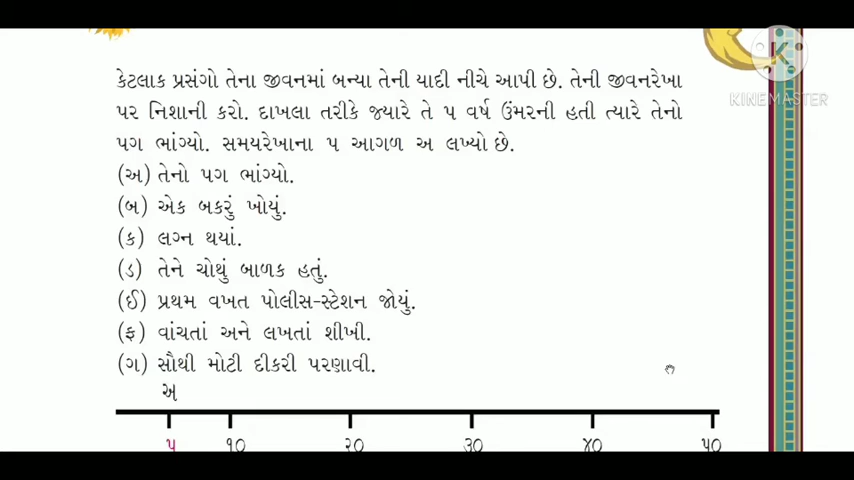 કેટલાક પ્રસંગો તેના જીવનમાં બન્યા તેની યાદી નીચે આપી છે. તેની જીવનરેખા
પર નિશાની કરો. દાખલા તરીકે જ્યારે તે ૫ વર્ષ ઉંમરની હતી ત્યારે તેનો
પગ ભાંગ્યો. સમયરેખાના ૫ આગળ અ લખ્યો છે.
(અ) તેનો પગ ભાંગ્યો.
(બ) એક બકરું ખોયું.
(ક) લગ્ન થયાં.
(ડ) તેને ચોથું બાળક હતું.
(ઈ) પ્રથમ વખત પોલીસ-સ્ટેશન જોયું.
(ફ) વાંચતાં અને લખતાં શીખી.
(ગ) સૌથી મોટી દીકરી પરણાવી.
અ
૫ ૧૦ ૨૦ ૩૦ ૪૦ ૫૦
K
KINEMASTER